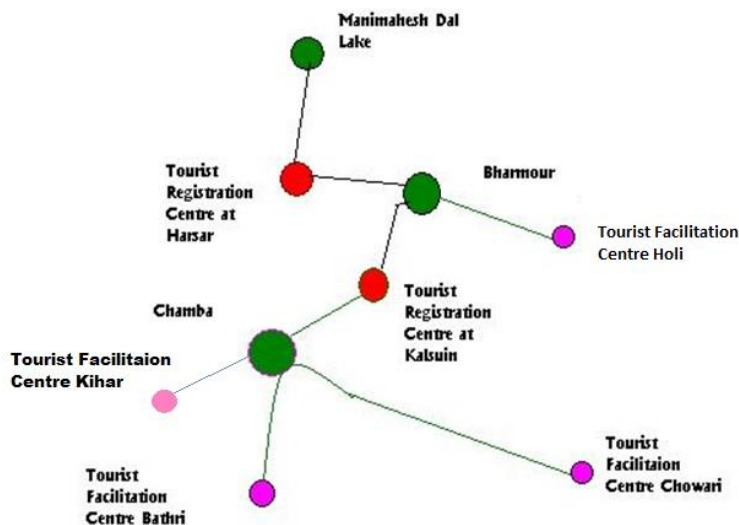 Manimahesh Dal
Lake
Tourist
Registration
Centre at
Harsar
Bharmour
Tourist Facilitation
Centre Holi
Chamba
Tourist
Registration
Centre at
Kalsuin
Tourist Facilitaion
Centre Kihar
Tourist
Facilitation
Centre Bathri
Tourist
Facilitaion
Centre Chowari